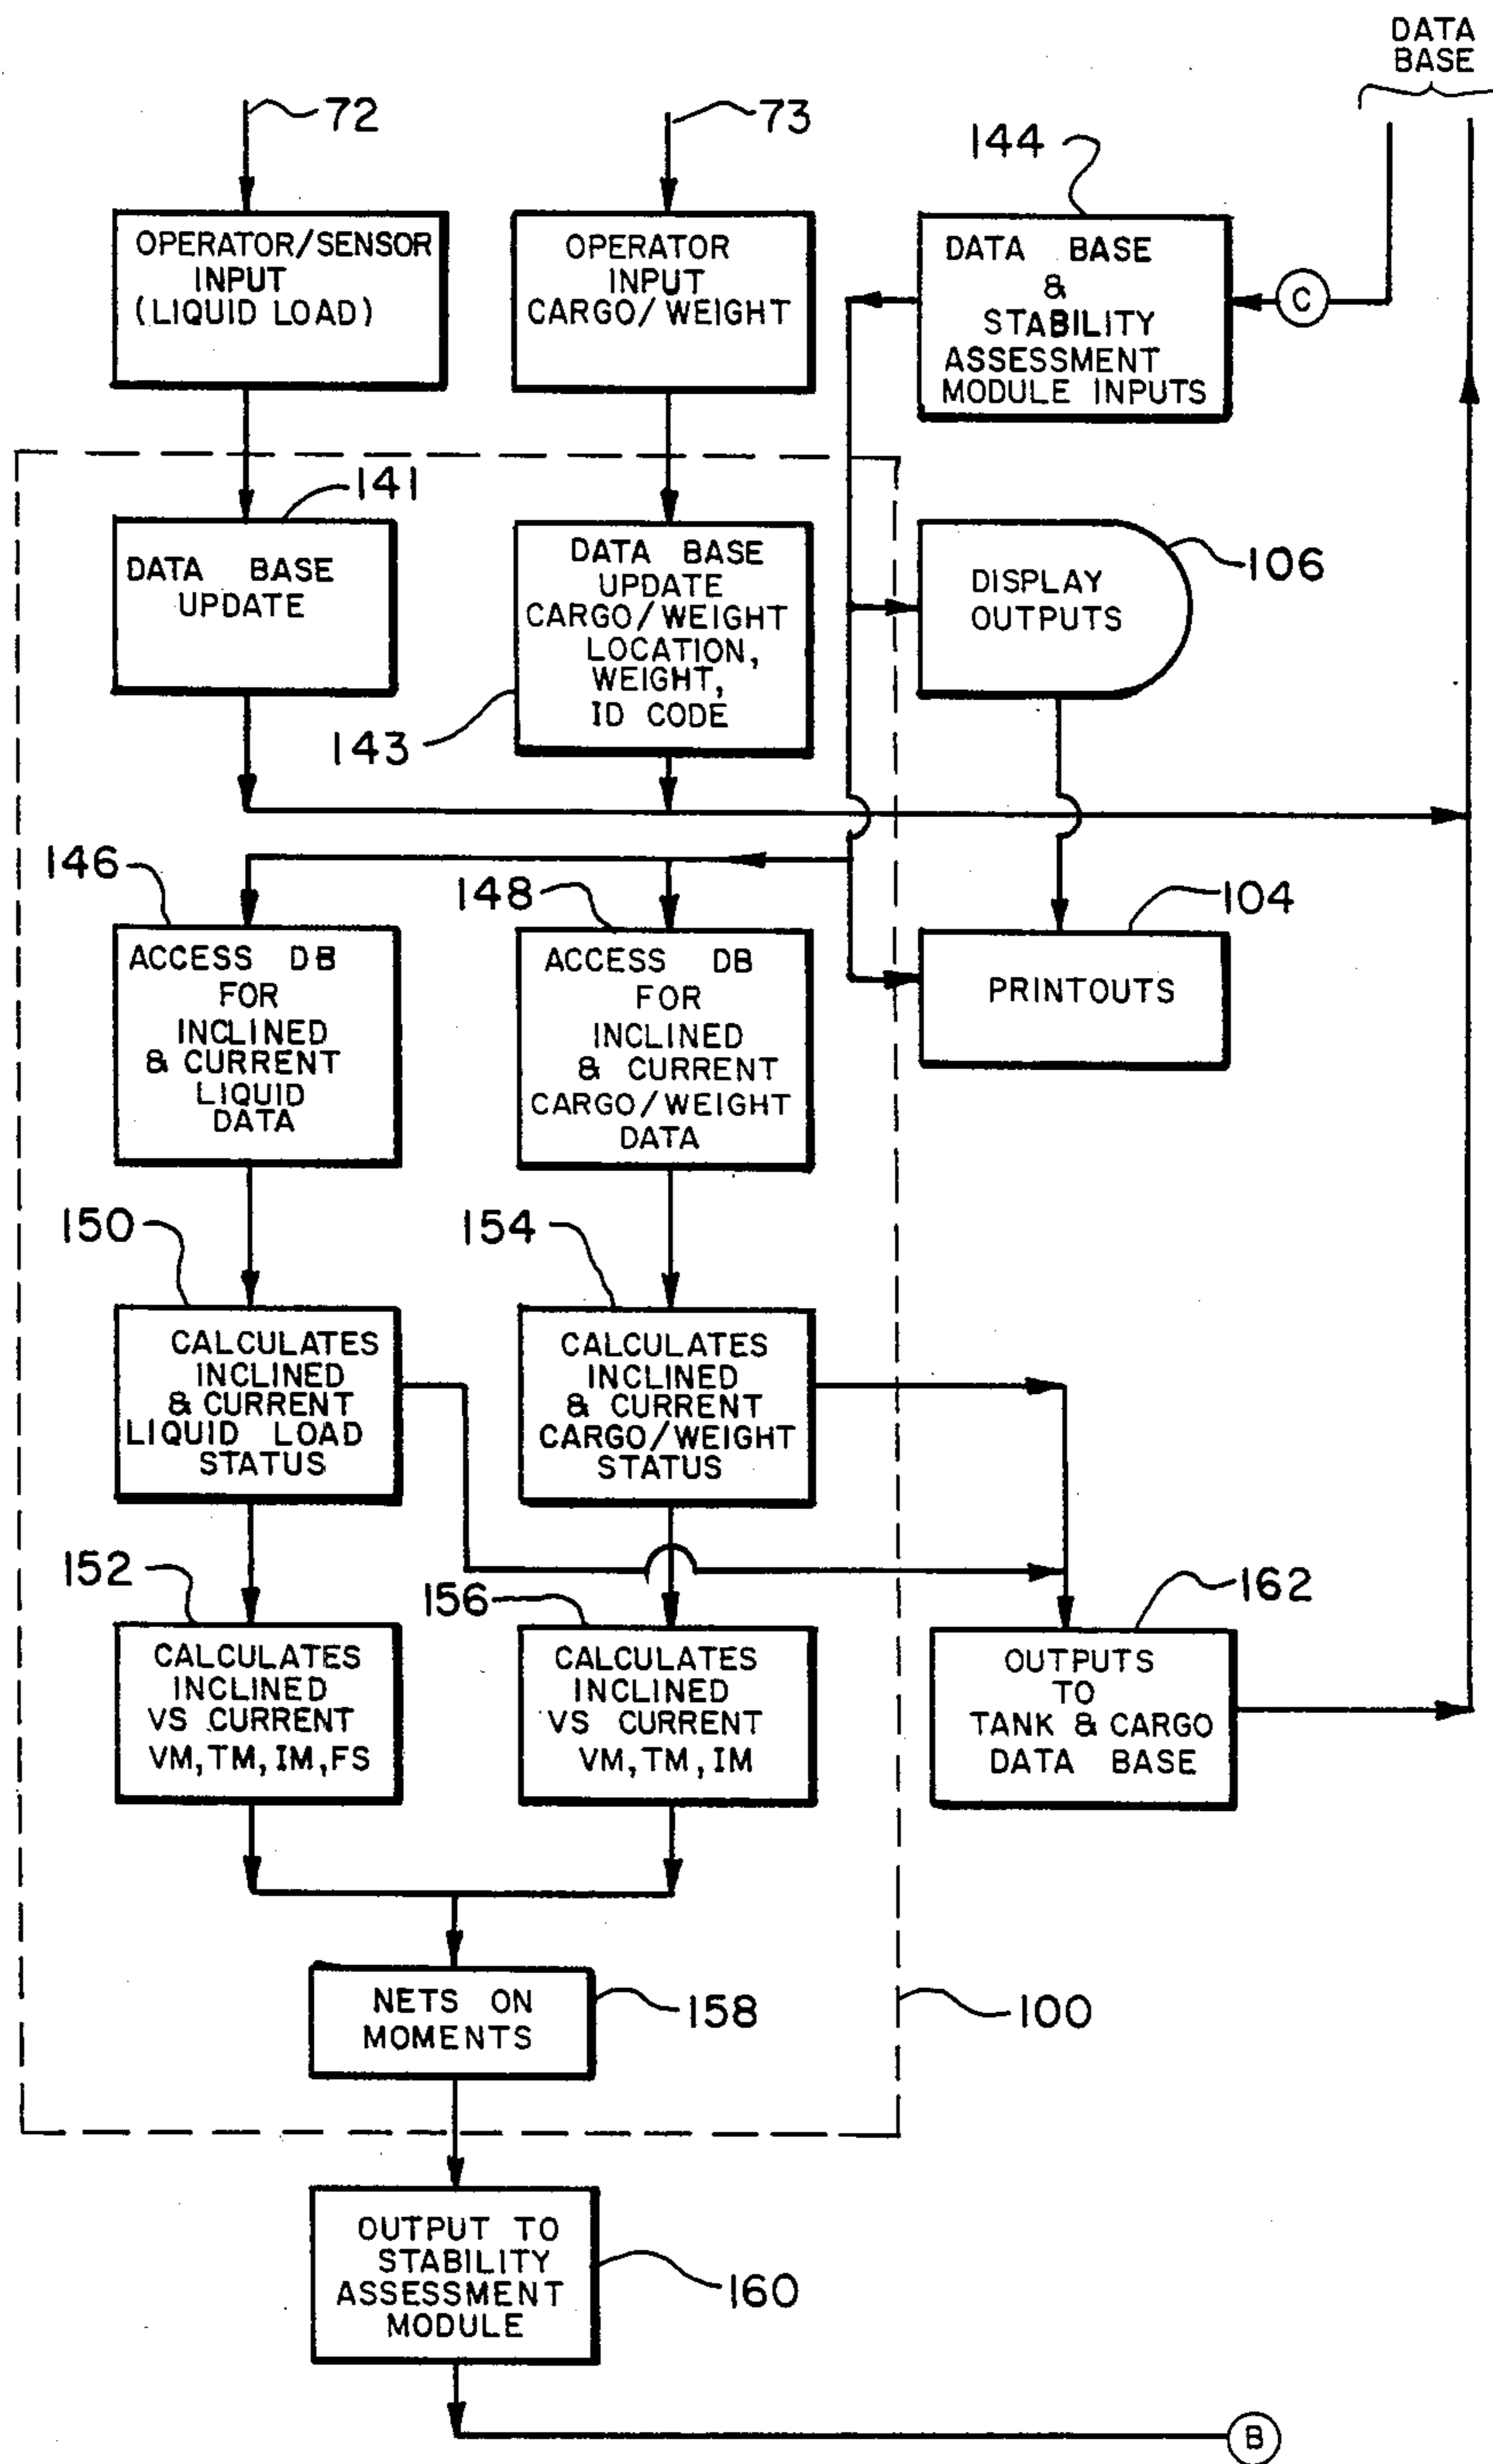 DATA
BASE
72
73
144
OPERATOR/SENSOR
INPUT
(LIQUID LOAD)
OPERATOR
INPUT
CARGO/WEIGHT
DATA BASE
&
STABILITY
ASSESSMENT
MODULE INPUTS
C
141
DATA BASE
UPDATE
DATA BASE
UPDATE
CARGO/WEIGHT
LOCATION,
WEIGHT,
ID CODE
143
DISPLAY
OUTPUTS
106
146
148
104
ACCESS DB
FOR
INCLINED
& CURRENT
LIQUID
DATA
ACCESS DB
FOR
INCLINED
& CURRENT
CARGO/WEIGHT
DATA
PRINTOUTS
150
154
CALCULATES
INCLINED
& CURRENT
LIQUID LOAD
STATUS
CALCULATES
INCLINED
& CURRENT
CARGO/WEIGHT
STATUS
152
156
162
CALCULATES
INCLINED
VS CURRENT
VM, TM, IM, FS
CALCULATES
INCLINED
VS CURRENT
VM, TM, IM
OUTPUTS
TO
TANK & CARGO
DATA BASE
NETS ON
MOMENTS
158
100
OUTPUT TO
STABILITY
ASSESSMENT
MODULE
160
B